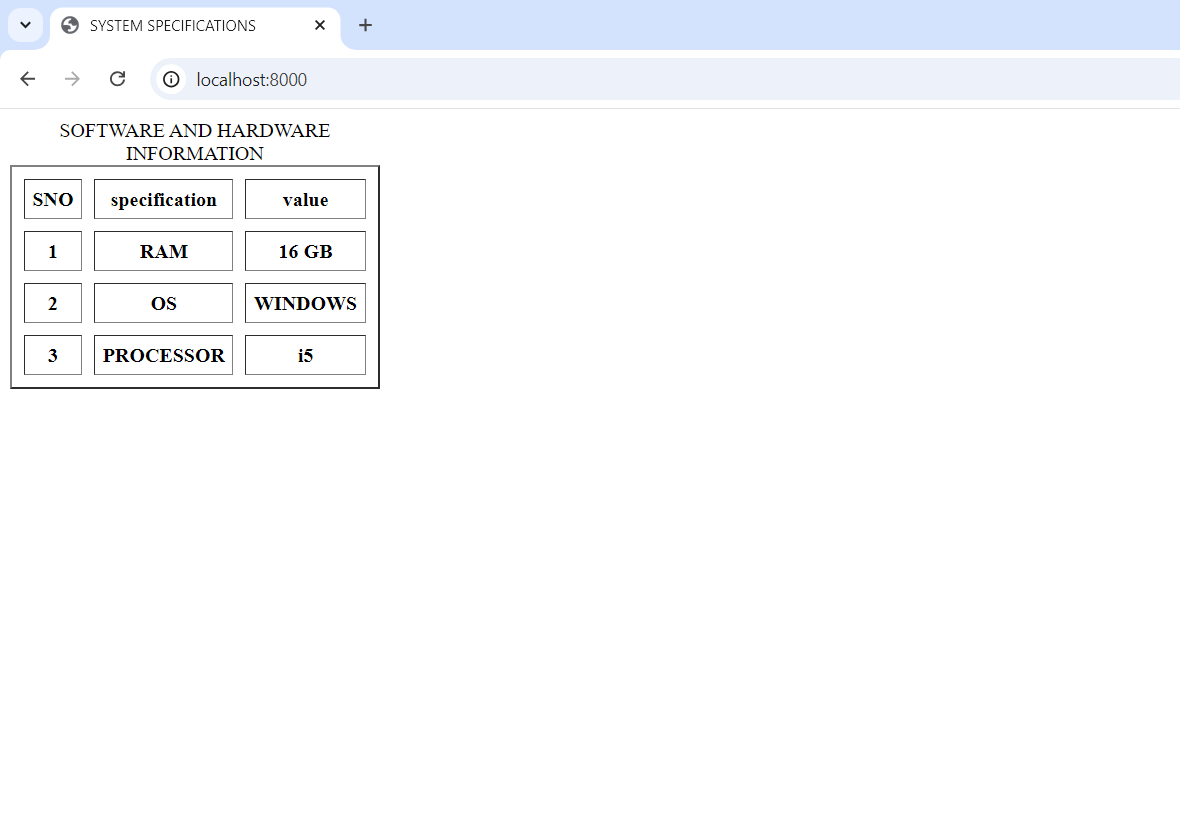 SYSTEM SPECIFICATIONS
localhost:8000
SOFTWARE AND HARDWARE
INFORMATION
SNO specification value
1 RAM 16 GB
2 OS WINDOWS
3 PROCESSOR i5